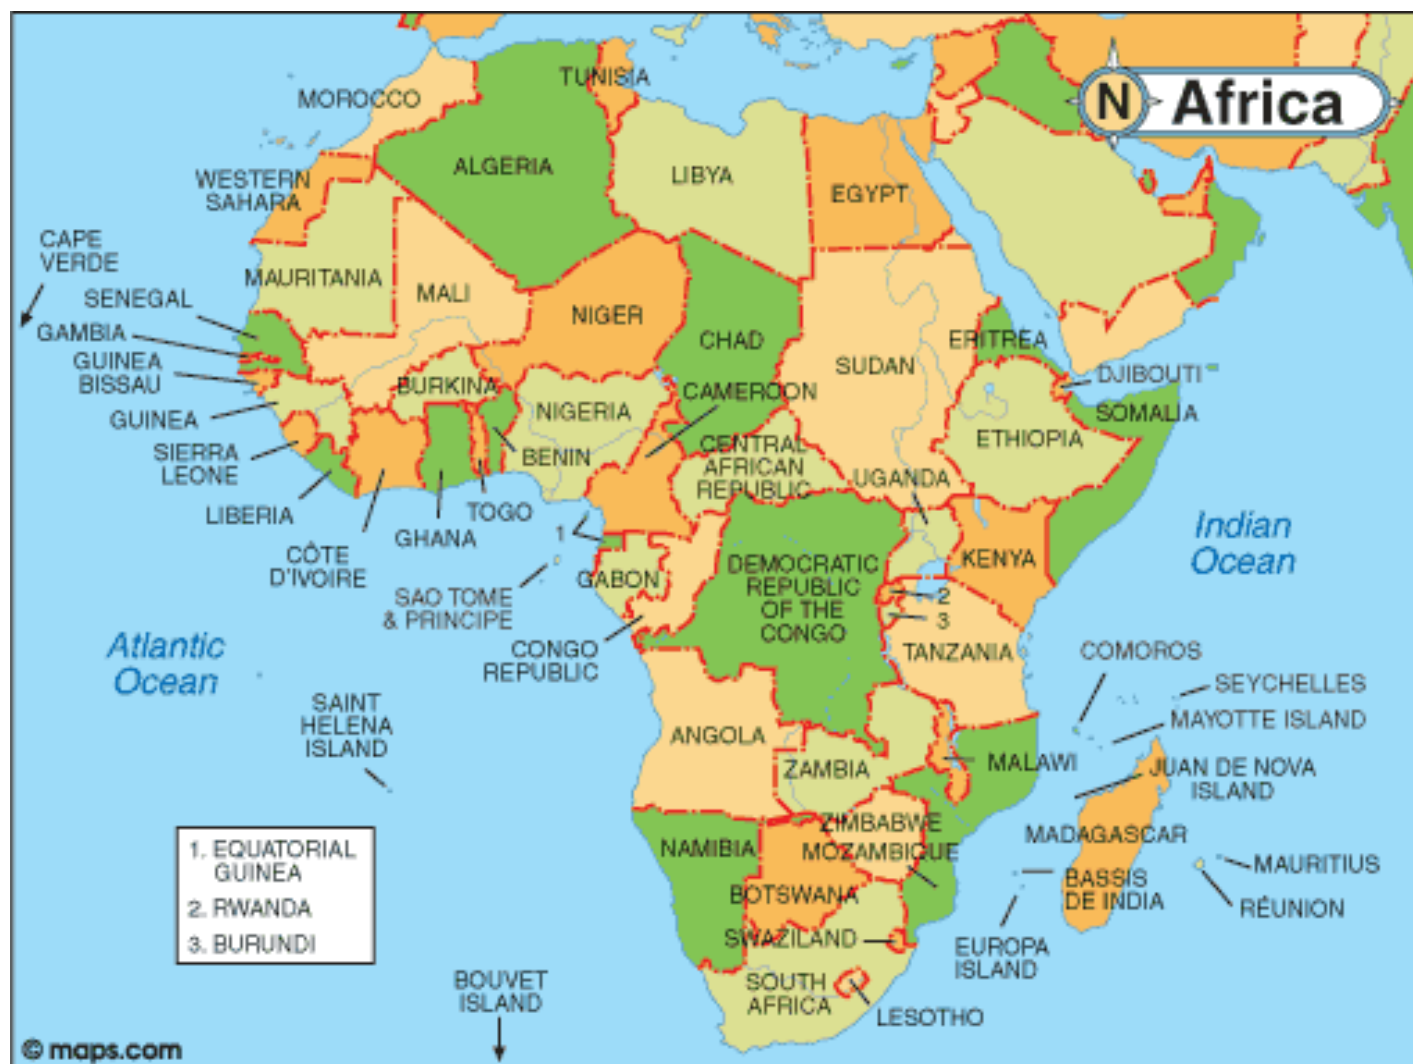 N
Africa
TUNISIA
MOROCCO
ALGERIA
LIBYA
EGYPT
WESTERN
SAHARA
CAPE
VERDE
MAURITANIA
MALI
NIGER
CHAD
SUDAN
ERITREA
SENEGAL
GAMBIA
GUINEA
BISSAU
GUINEA
SIERRA
LEONE
LIBERIA
CÔTE
D'IVOIRE
BURKINA
GHANA
TOGO
BENIN
NIGERIA
CAMEROON
CENTRAL
AFRICAN
REPUBLIC
DJIBOUTI
SOMALIA
ETHIOPIA
UGANDA
KENYA
Indian
Ocean
1
GABON
SAO TOME
& PRINCIPE
CONGO
REPUBLIC
DEMOCRATIC
REPUBLIC
OF THE
CONGO
2
3
TANZANIA
Atlantic
Ocean
SAINT
HELENA
ISLAND
COMOROS
SEYCHELLES
MAYOTTE ISLAND
JUAN DE NOVA
ISLAND
ANGOLA
ZAMBIA
MALAWI
ZIMBABWE
MOZAMBIQUE
MADAGASCAR
MAURITIUS
RÉUNION
BASSIS
DE INDIA
EUROPA
ISLAND
NAMIBIA
BOTSWANA
SWAZILAND
SOUTH
AFRICA
LESOTHO
1. EQUATORIAL
GUINEA
2. RWANDA
3. BURUNDI
BOUVET
ISLAND
© maps.com